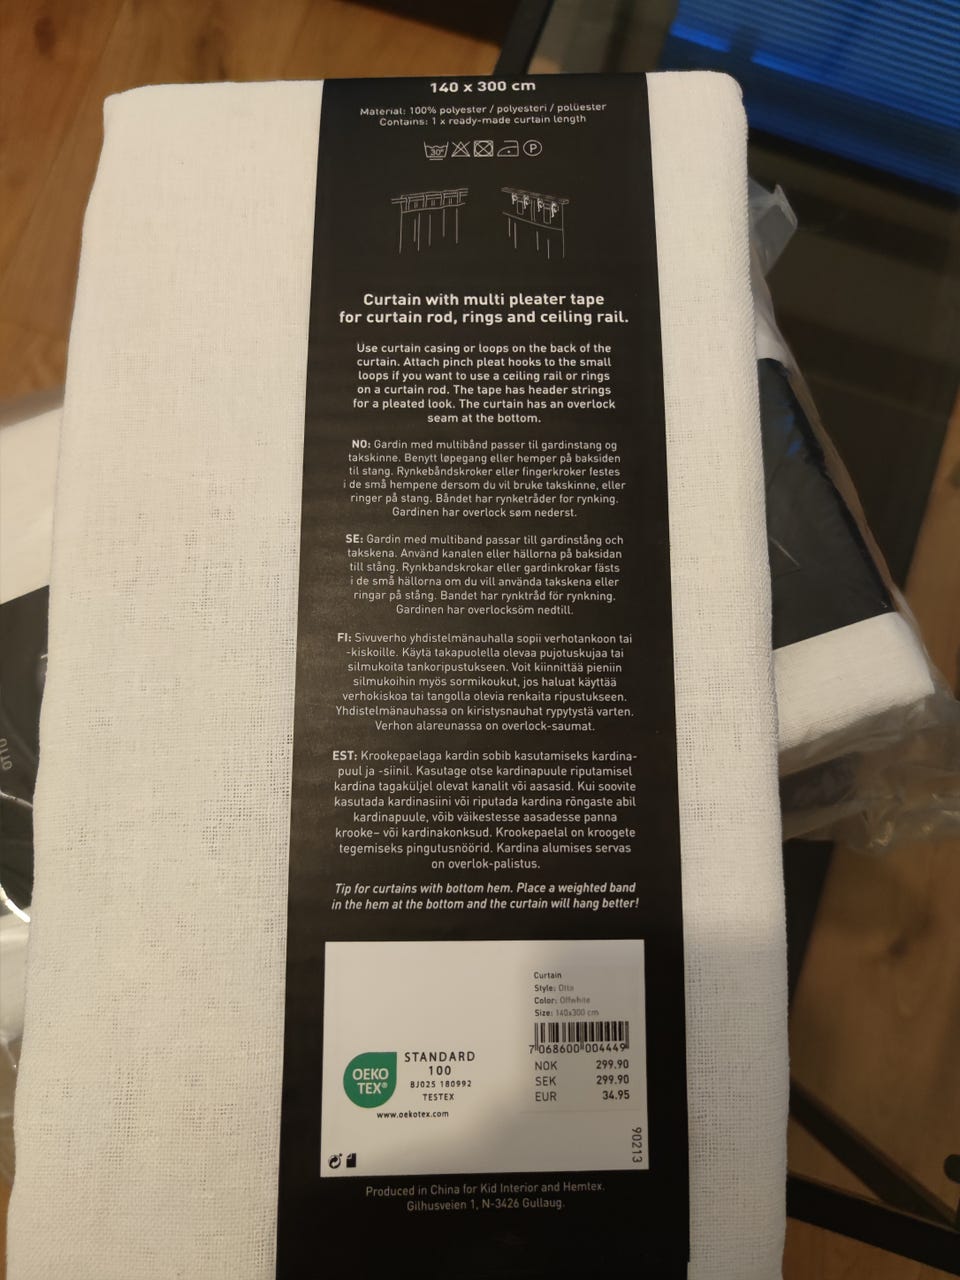 140 x 300 cm
Material: 100% polyester / polyesteri / polüester
Contains: 1 x ready-made curtain length
30°
P
Curtain with multi pleater tape
for curtain rod, rings and ceiling rail.
Use curtain casing or loops on the back of the
curtain. Attach pinch pleat hooks to the small
loops if you want to use a ceiling rail or rings
on a curtain rod. The tape has header strings
for a pleated look. The curtain has an overlock
seam at the bottom.
NO: Gardin med multibånd passer til gardinstang og
takskinne. Benytt løpegang eller hemper på baksiden
til stang. Rynkebåndskroker eller fingerkroker festes
i de små hempene dersom du vil bruke takskinne, eller
ringer på stang. Båndet har rynketråder for rynking.
Gardinen har overlock søm nederst.
SE: Gardin med multiband passar till gardinstång och
takskena. Använd kanalen eller hällorna på baksidan
till stång. Rynkbandskrokar eller gardinkrokar fästs
i de små hällorna om du vill använda takskena eller
ringar på stång. Bandet har rynktråd för rynkning.
Gardinen har overlocksöm nedtill.
FI: Sivuverho yhdistelmänauhalla sopii verhotankoon tai
-kiskoille. Käytä takapuolella olevaa pujotuskujaa tai
silmukoita tankoripustukseen. Voit kiinnittää pieniin
silmukoihin myös sormikoukut, jos haluat käyttää
verhokiskoa tai tangolla olevia renkaita ripustukseen.
Yhdistelmänauhassa on kiristysnauhat rypytystä varten.
Verhon alareunassa on overlock-saumat.
EST: Krookepaelaga kardin sobib kasutamiseks kardina-
puul ja -siinil. Kasutage otse kardinapuule riputamisel
kardina tagaküljel olevat kanalit või aasasid. Kui soovite
kasutada kardinasiini või riputada kardina rõngaste abil
kardinapuule, võib väikestesse aasadesse panna
krooke– või kardinakonksud. Krookepaelal on kroogete
tegemiseks pingutusnöörid. Kardina alumises servas
on overlok-palistus.
Tip for curtains with bottom hem. Place a weighted band
in the hem at the bottom and the curtain will hang better!
Curtain
Style: Otto
Color: Offwhite
Size: 140x300 cm
7 068600 004449
NOK 299.90
SEK 299.90
EUR 34.95
OEKO
TEX®
STANDARD
100
BJ025 180992
TESTEX
www.oekotex.com
90213
Produced in China for Kid Interior and Hemtex.
Gilhusveien 1, N-3426 Gullaug.
OTTO